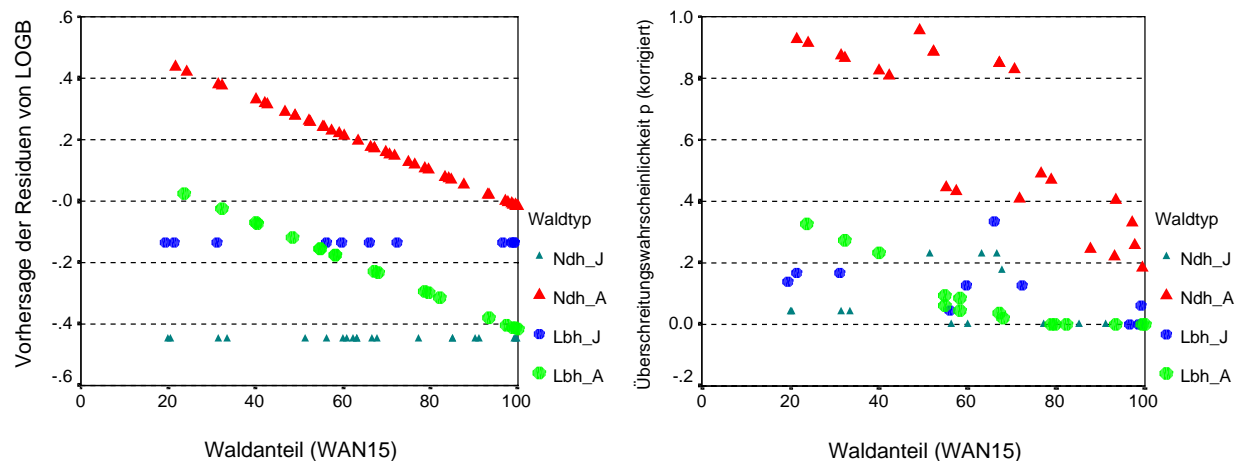 Vorhersage der Residuen von LOGB
.6
.4
.2
-.0
-.2
-.4
-.6
0
20
40
60
80
100
Waldanteil (WAN15)
Waldtyp
Ndh_J
Ndh_A
Lbh_J
Lbh_A
Überschreitungswahrscheinlichkeit p (korrigiert)
1.0
.8
.6
.4
.2
0.0
-.2
0
20
40
60
80
100
Waldanteil (WAN15)
Waldtyp
Ndh_J
Ndh_A
Lbh_J
Lbh_A